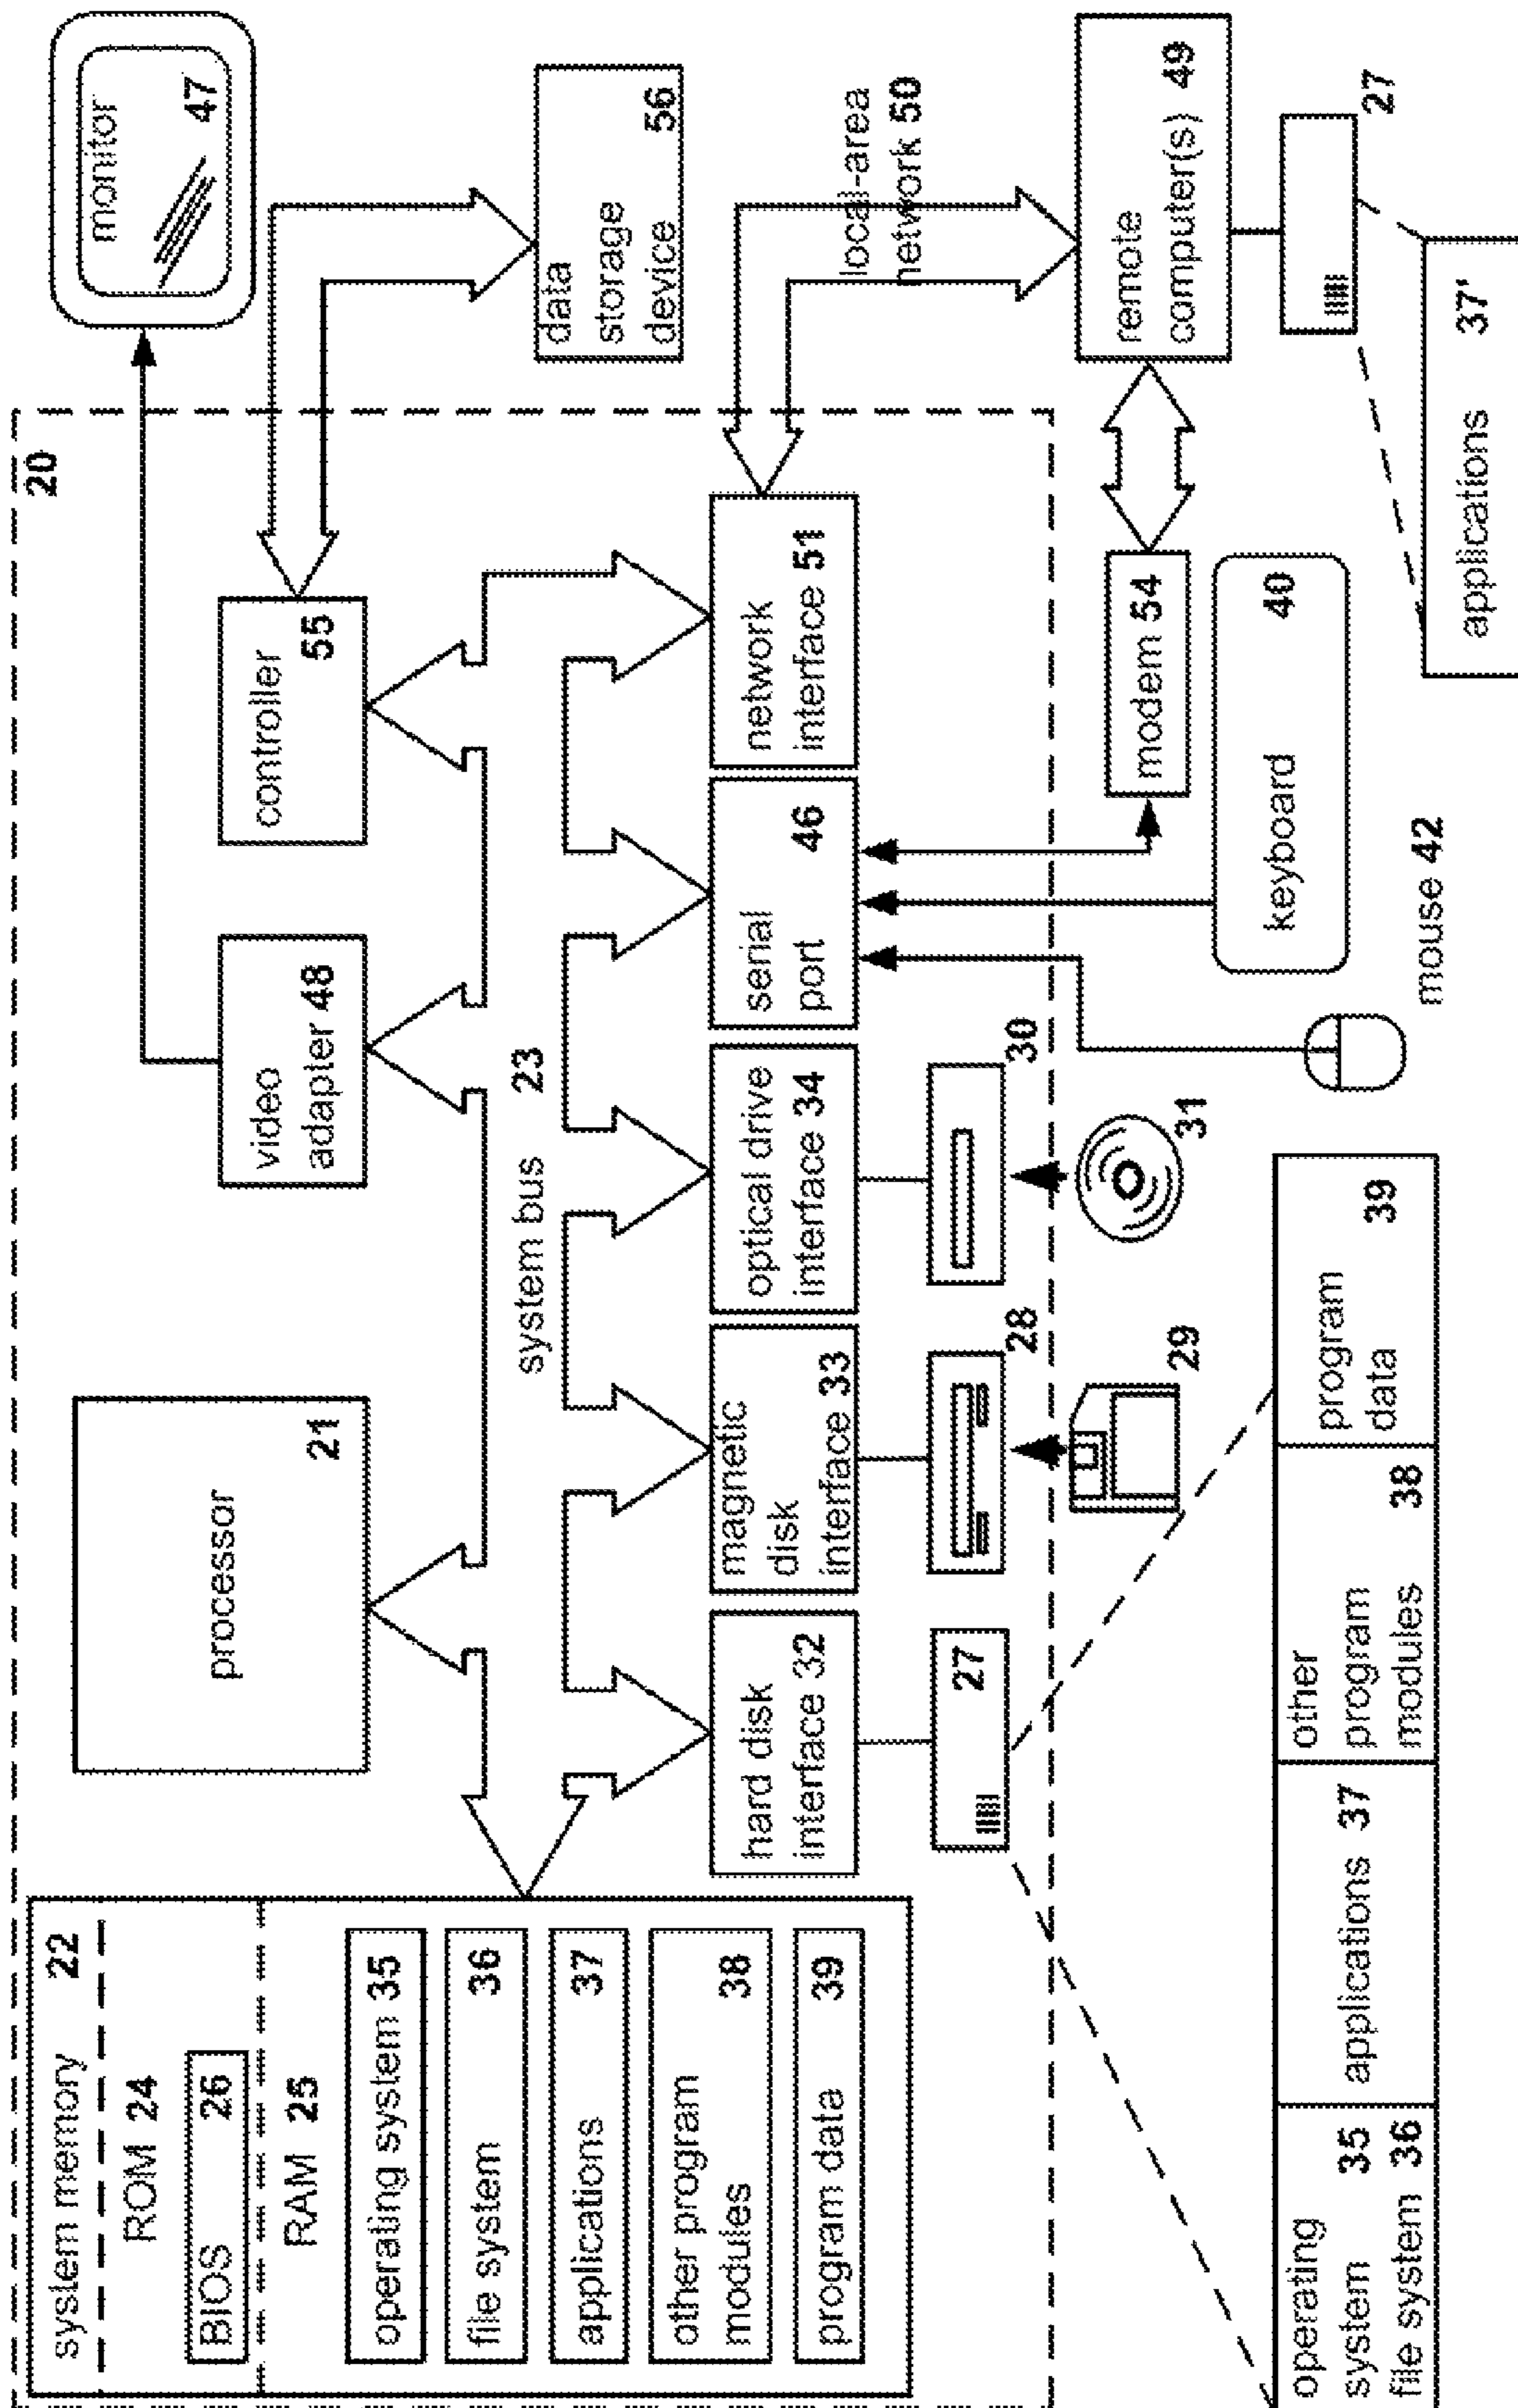 system memory 22
ROM 24
BIOS 26
RAM 25
operating system 35
file system 36
applications 37
other program
modules 38
program data 39
processor
21
20
video
adapter 48
controller
55
monitor
47
system bus 23
data
storage
device 56
hard disk
interface 32
magnetic
disk
interface 33
optical drive
interface 34
serial
port 46
network
interface 51
local-area
network 50
27
28
30
29
31
modem 54
remote
computer(s) 49
keyboard 40
mouse 42
27
operating
system 35
file system 36
applications 37
other
program
modules 38
program
data 39
applications 37'